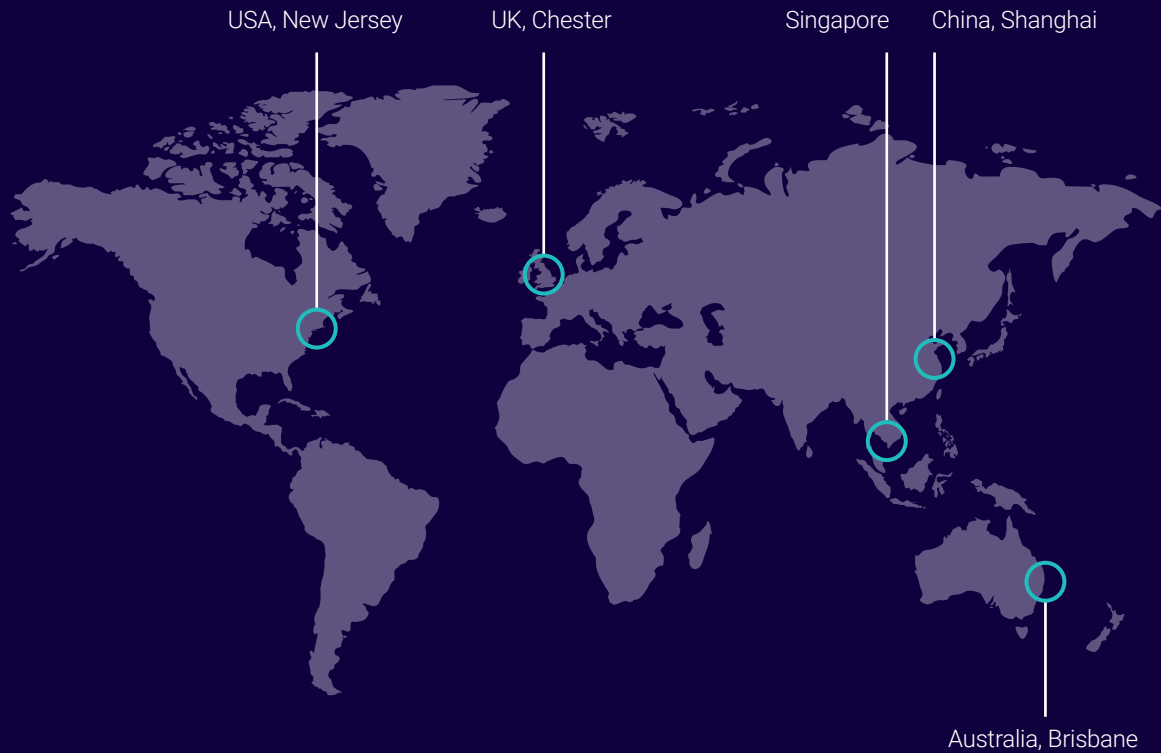 USA, New Jersey
UK, Chester
Singapore
China, Shanghai
Australia, Brisbane